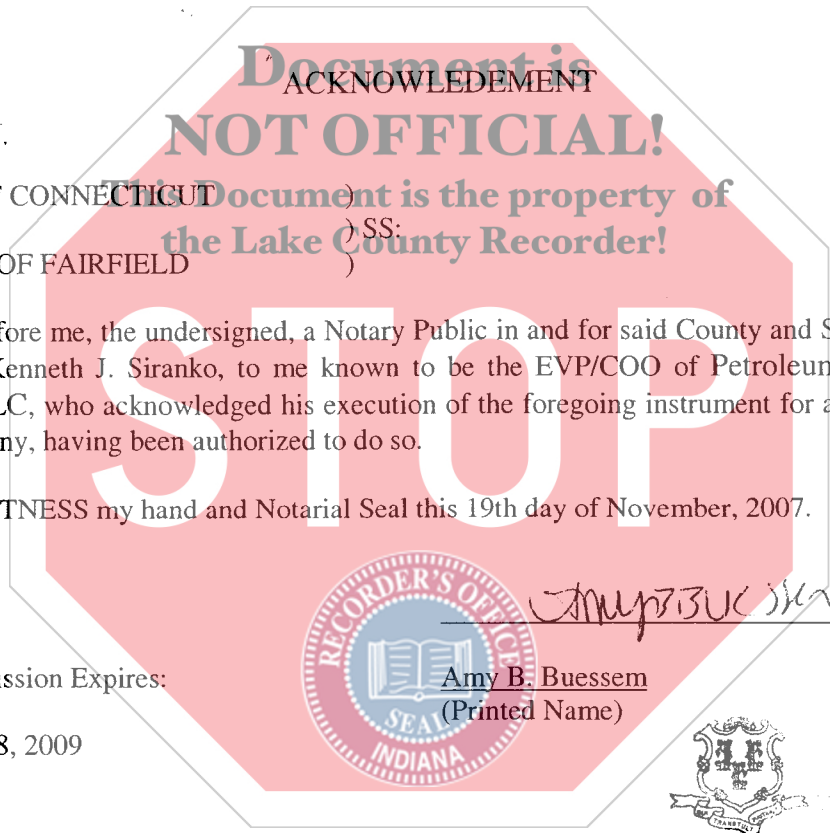 Document is
ACKNOWLEDEMENT
NOT OFFICIAL!
This Document is the property of
CONNECTICUT )
) SS:
the Lake County Recorder!
OF FAIRFIELD )
STOP
fore me, the undersigned, a Notary Public in and for said County and S
Kenneth J. Siranko, to me known to be the EVP/COO of Petroleum
LC, who acknowledged his execution of the foregoing instrument for a
ny, having been authorized to do so.
TNESS my hand and Notarial Seal this 19th day of November, 2007.
RECORDER'S OFFICE
SEAL
INDIANA
ission Expires:
Amy B. Buessem
(Printed Name)
8, 2009